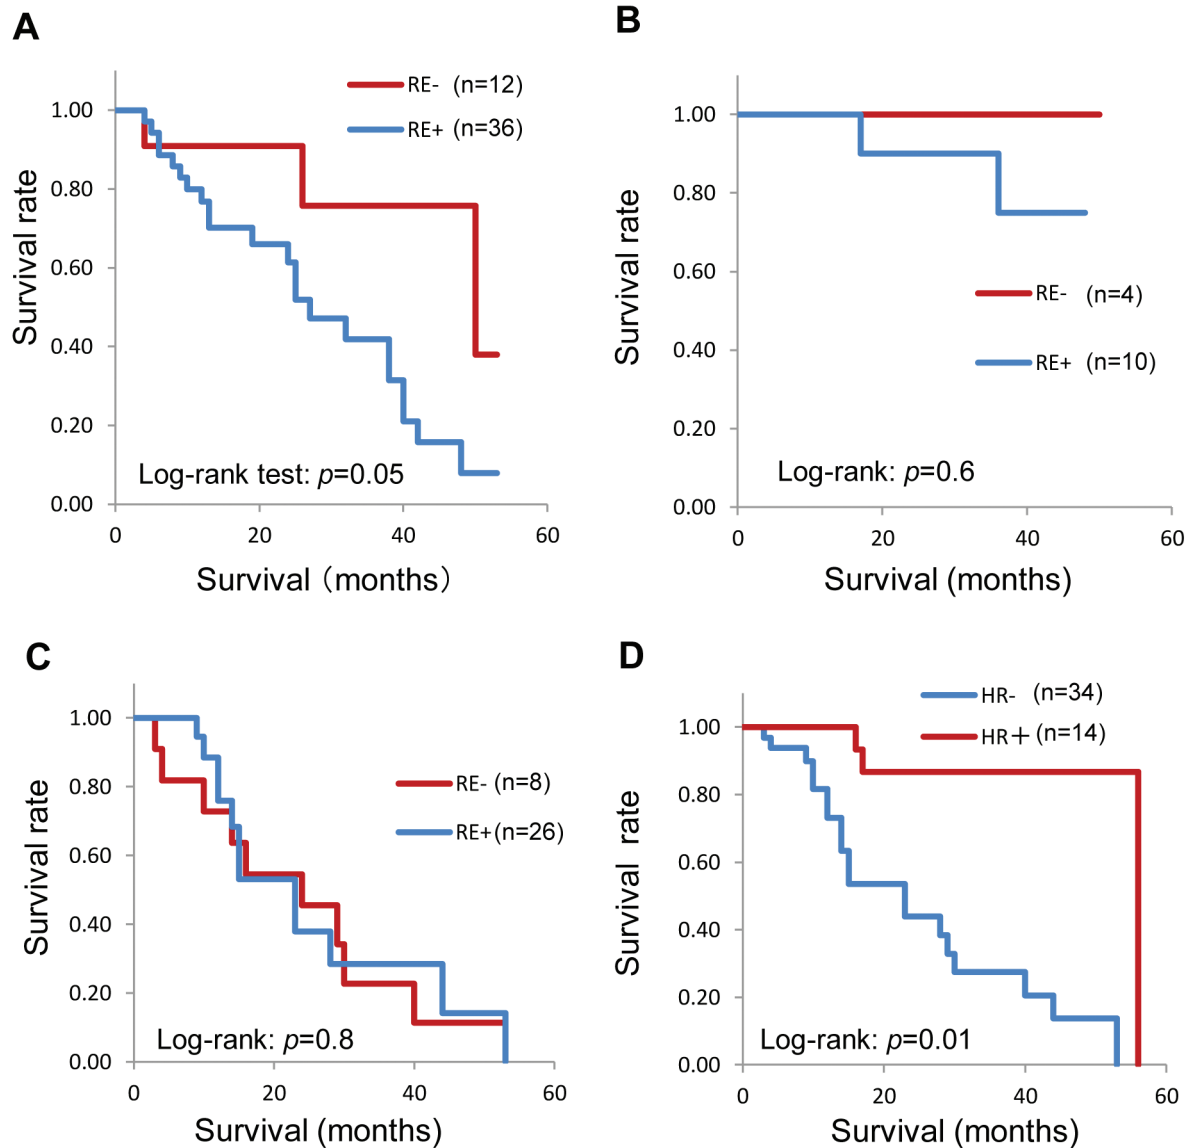 A
RE- (n=12)
RE+ (n=36)
1.00
0.80
0.60
0.40
0.20
0.00
Survival rate
Log-rank test: p=0.05
0 20 40 60
Survival（months）
B
1.00
0.80
0.60
0.40
0.20
0.00
Survival rate
RE- (n=4)
RE+ (n=10)
Log-rank: p=0.6
0 20 40 60
Survival (months)
C
1.00
0.80
0.60
0.40
0.20
0.00
Survival rate
RE- (n=8)
RE+(n=26)
Log-rank: p=0.8
0 20 40 60
Survival (months)
D
HR- (n=34)
HR＋ (n=14)
1.00
0.80
0.60
0.40
0.20
0.00
Survival rate
Log-rank: p=0.01
0 20 40 60
Survival (months)